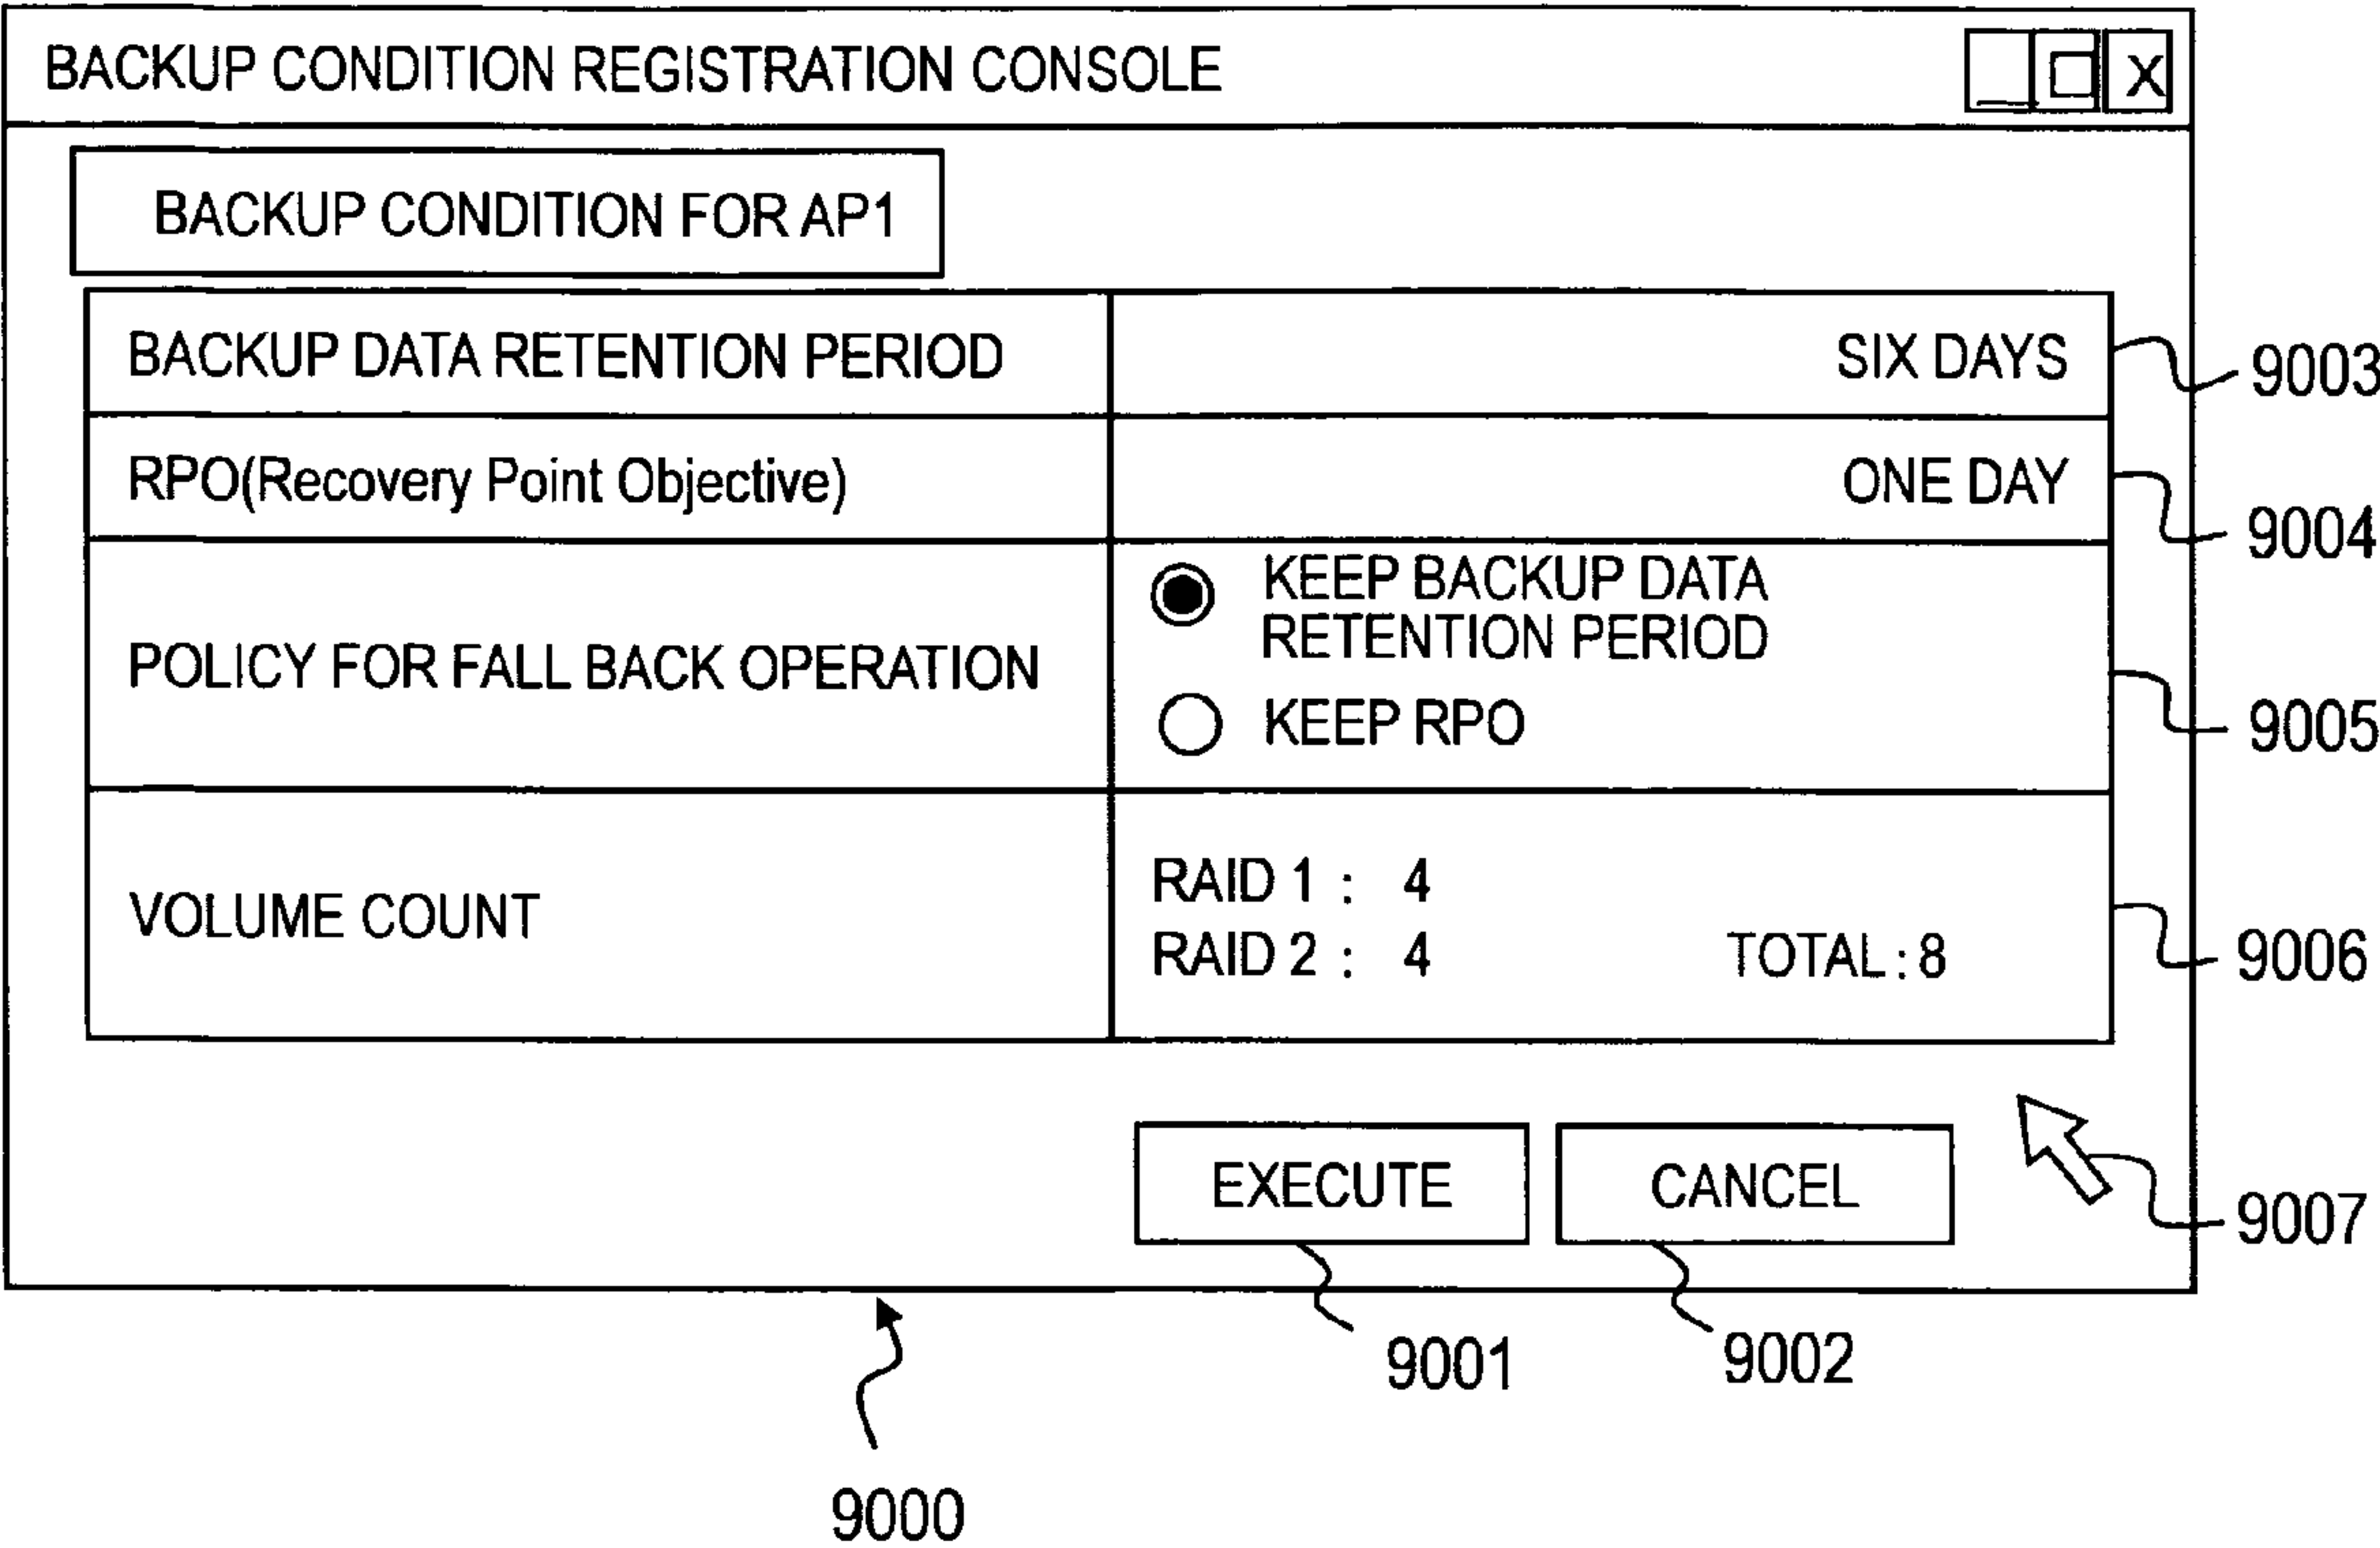 BACKUP CONDITION REGISTRATION CONSOLE
X
BACKUP CONDITION FOR AP1
BACKUP DATA RETENTION PERIOD
SIX DAYS
9003
RPO(Recovery Point Objective)
ONE DAY
9004
POLICY FOR FALL BACK OPERATION
KEEP BACKUP DATA
RETENTION PERIOD
KEEP RPO
9005
VOLUME COUNT
RAID 1 : 4
RAID 2 : 4
TOTAL : 8
9006
EXECUTE
CANCEL
9007
9001
9002
9000